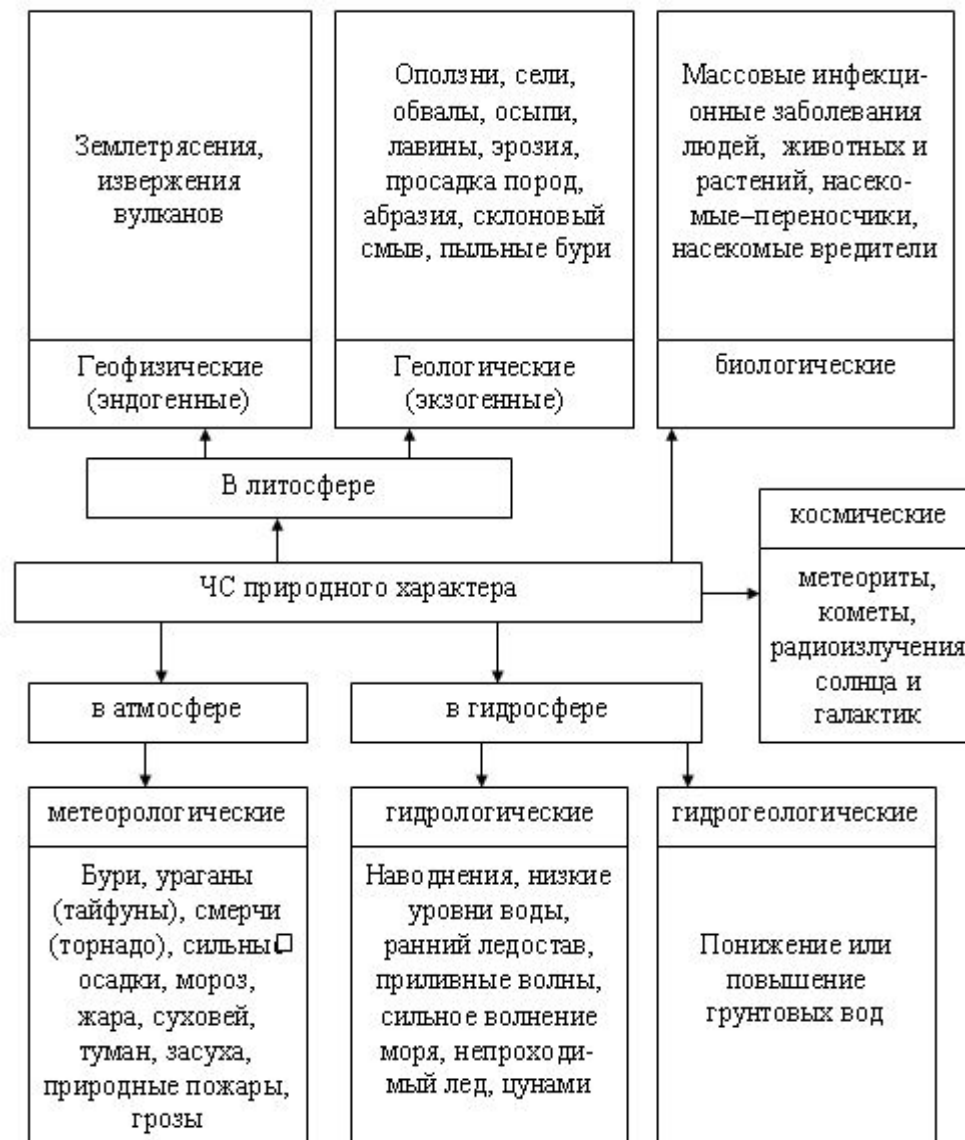 Землетрясения,
извержения
вулканов
Геофизические
(эндогенные)
Оползни, сели,
обвалы, осыпи,
лавины, эрозия,
просадка пород,
абразия, склоновый
смыв, пыльные бури
Геологические
(экзогенные)
Массовые инфекци-
онные заболевания
людей, животных и
растений, насеко-
мые–переносчики,
насекомые вредители
биологические
В литосфере
космические
метеориты,
кометы,
радиоизлучения
солнца и
галактик
ЧС природного характера
в атмосфере
в гидросфере
метеорологические
Бури, ураганы
(тайфуны), смерчи
(торнадо), сильные
осадки, мороз,
жара, суховей,
туман, засуха,
природные пожары,
грозы
гидрологические
Наводнения, низкие
уровни воды,
ранний ледостав,
приливные волны,
сильное волнение
моря, непроходи-
мый лед, цунами
гидрогеологические
Понижение или
повышение
грунтовых вод